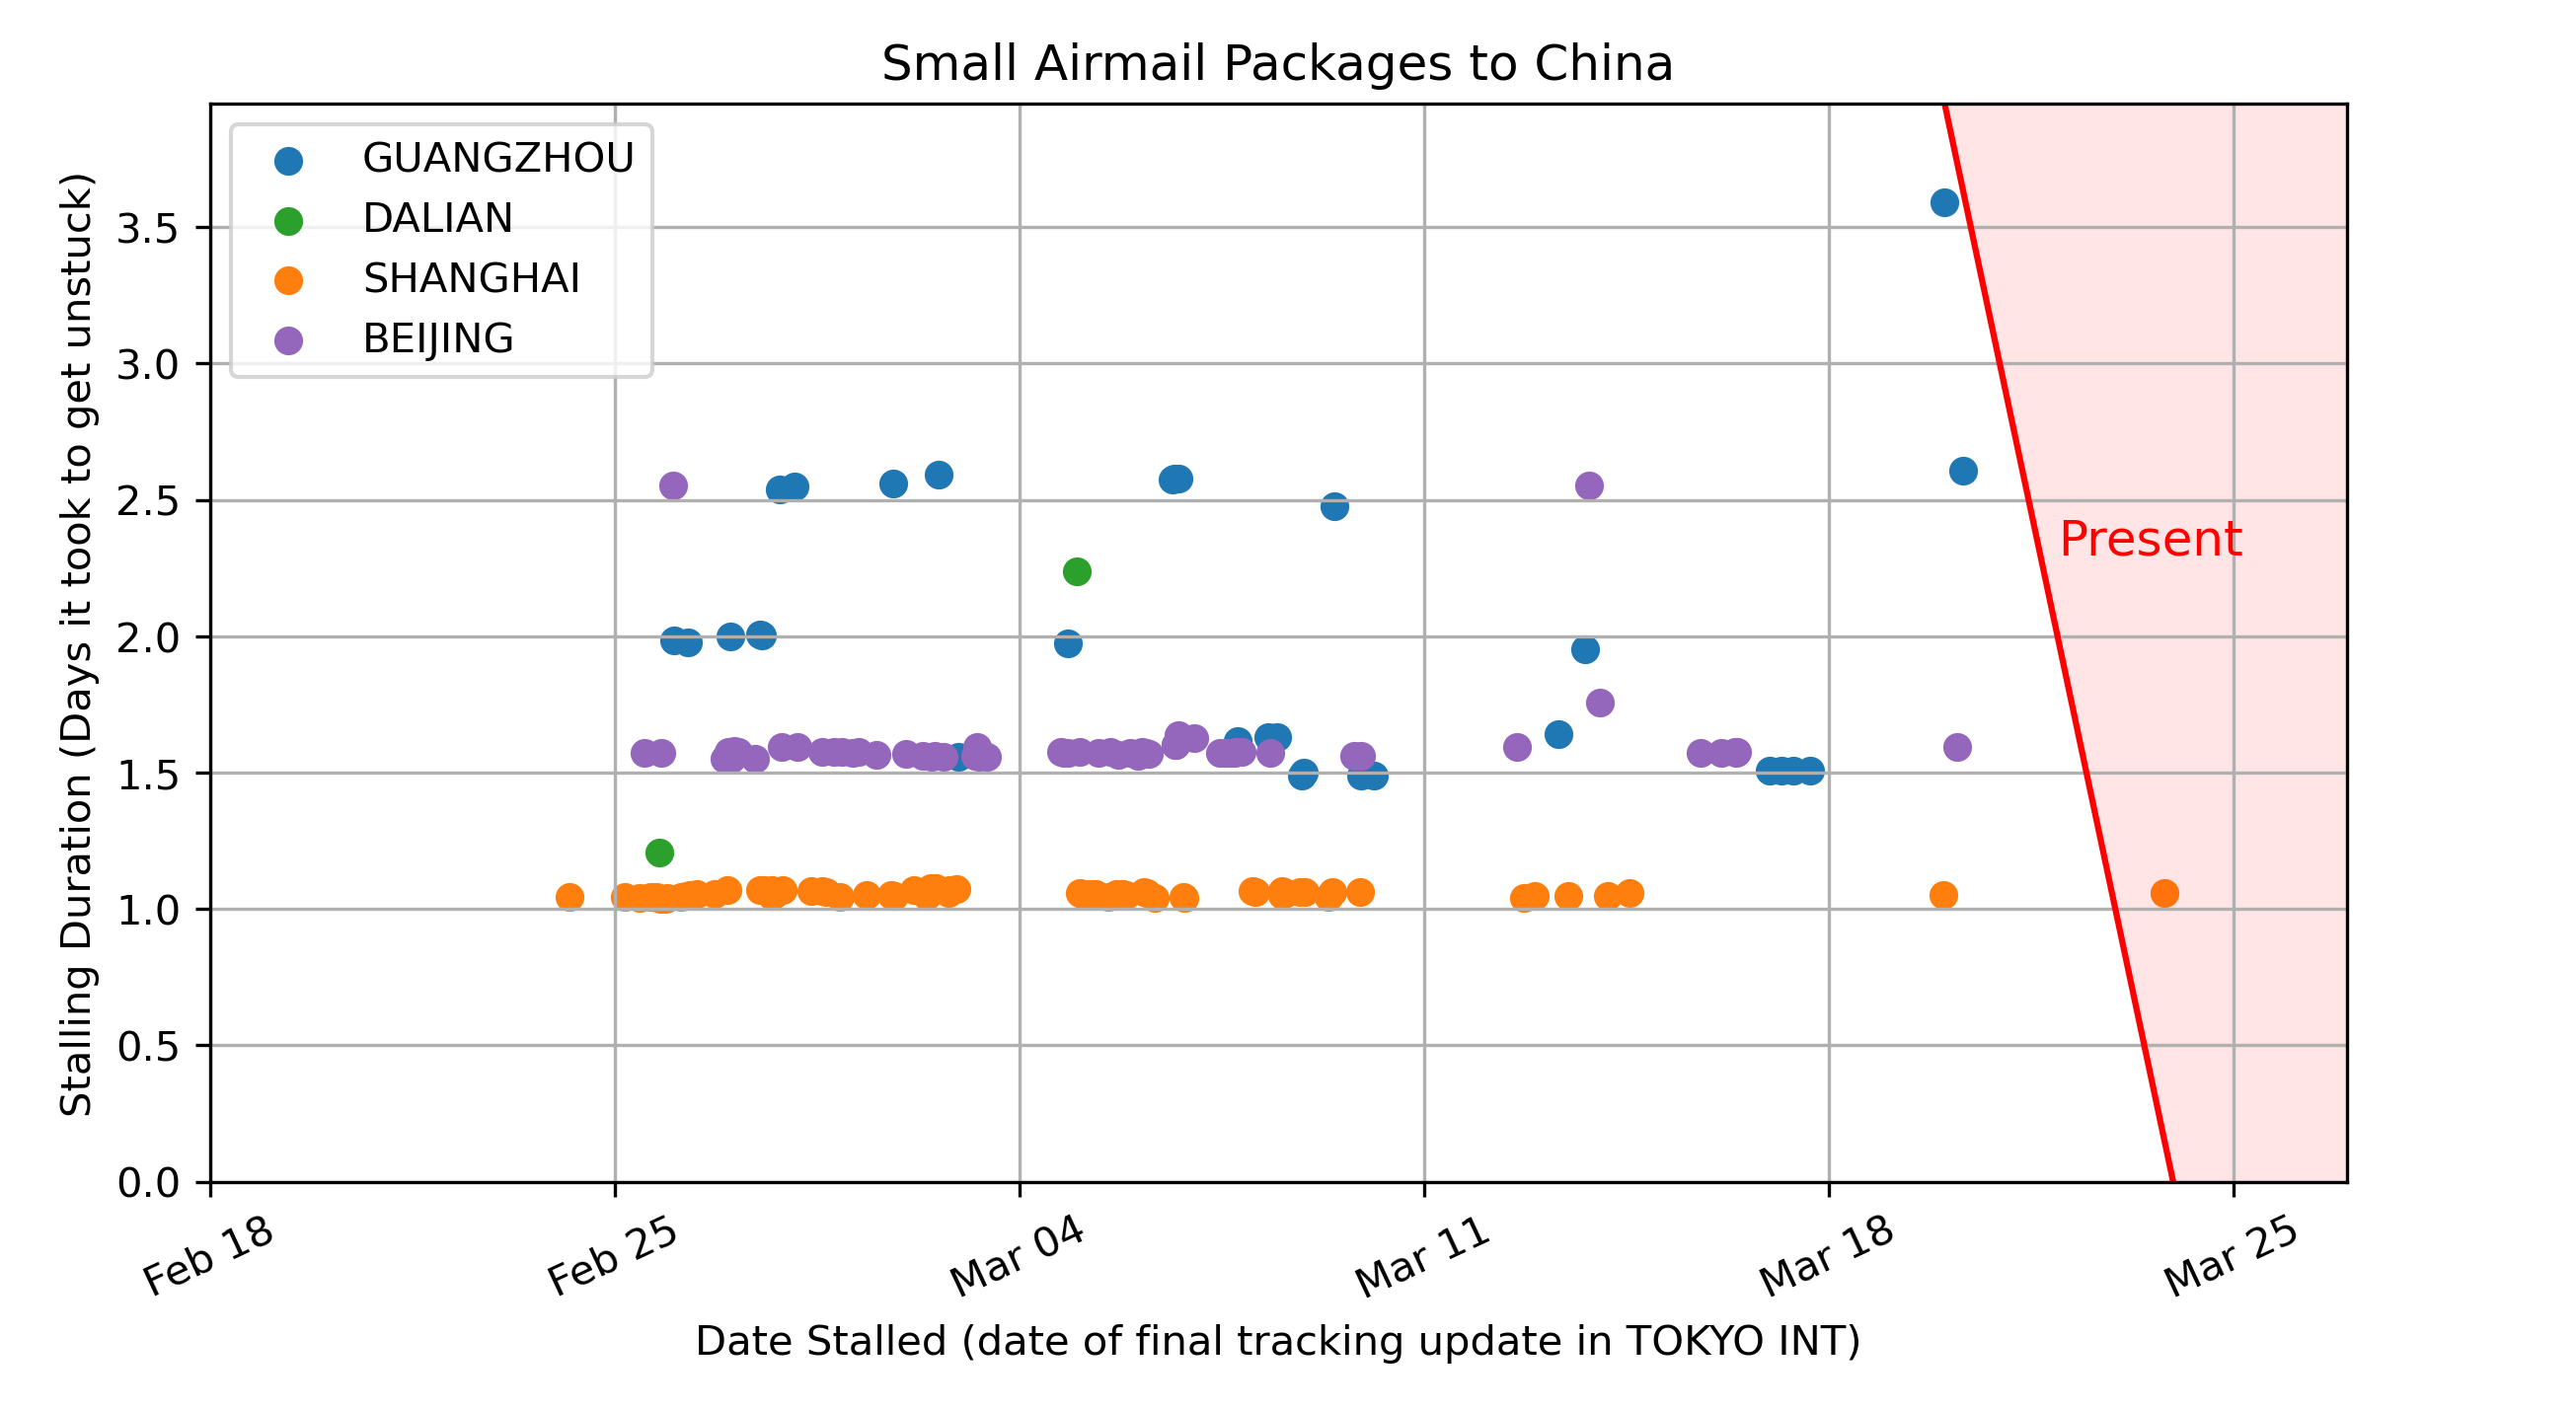 Small Airmail Packages to China
GUANGZHOU
DALIAN
SHANGHAI
BEIJING
Stalling Duration (Days it took to get unstuck)
3.5
3.0
2.5
2.0
1.5
1.0
0.5
0.0
Present
Feb 18
Feb 25
Mar 04
Mar 11
Mar 18
Mar 25
Date Stalled (date of final tracking update in TOKYO INT)